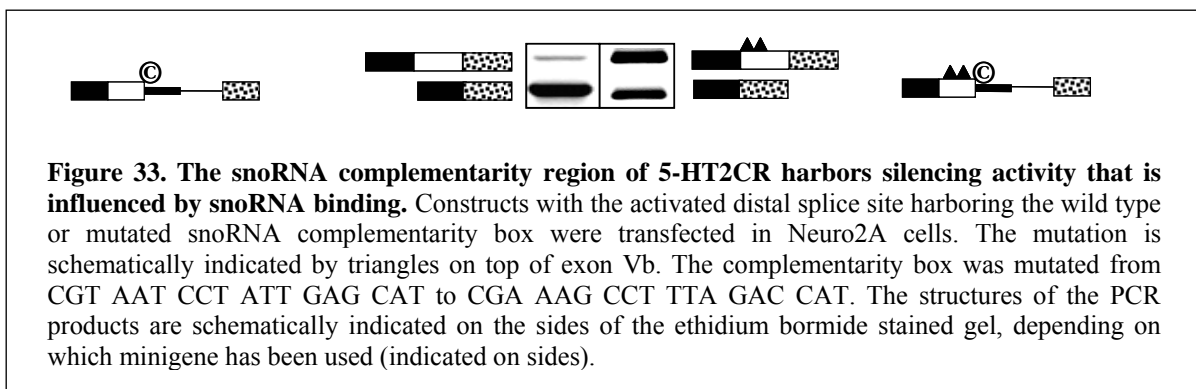 C
C
Figure 33. The snoRNA complementarity region of 5-HT2CR harbors silencing activity that is
influenced by snoRNA binding. Constructs with the activated distal splice site harboring the wild type
or mutated snoRNA complementarity box were transfected in Neuro2A cells. The mutation is
schematically indicated by triangles on top of exon Vb. The complementarity box was mutated from
CGT AAT CCT ATT GAG CAT to CGA AAG CCT TTA GAC CAT. The structures of the PCR
products are schematically indicated on the sides of the ethidium bormide stained gel, depending on
which minigene has been used (indicated on sides).